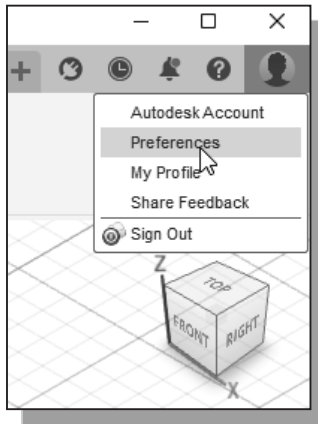 Autodesk Account
Preferences
My Profile
Share Feedback
Sign Out
Z
TOP
FRONT
RIGHT
X